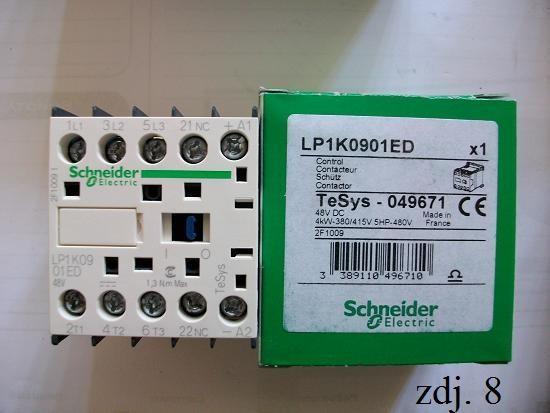 1L1 3L2 5L3 21NC + A1
Schneider
Electric
2F1009 I
LP1K09
01ED
48V
I O
TeSys
1,3 N.m Max
2T1 4T2 6T3 22NC – A2
LP1K0901ED x1
Control
Contacteur
Schütz
Contactor
TeSys - 049671 CE
48V DC
4kW-380/415V 5HP-480V
Made in
France
2F1009
3 389110 496710
Schneider
Electric
zdj. 8